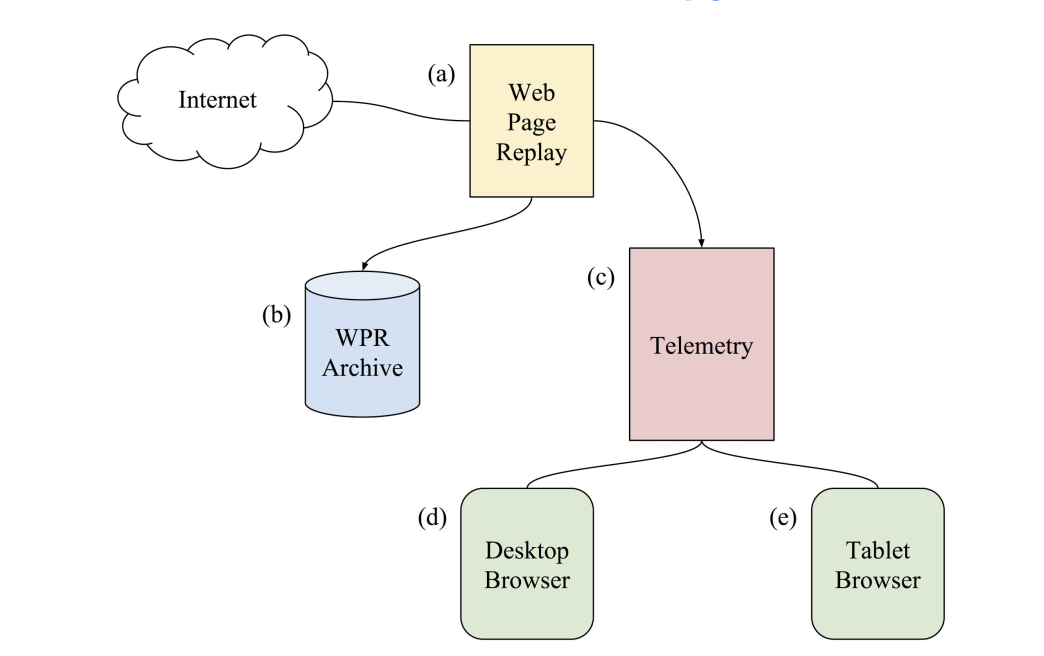 (a)
Internet
Web
Page
Replay
(c)
(b)
WPR
Archive
Telemetry
(d)
(e)
Desktop
Browser
Tablet
Browser